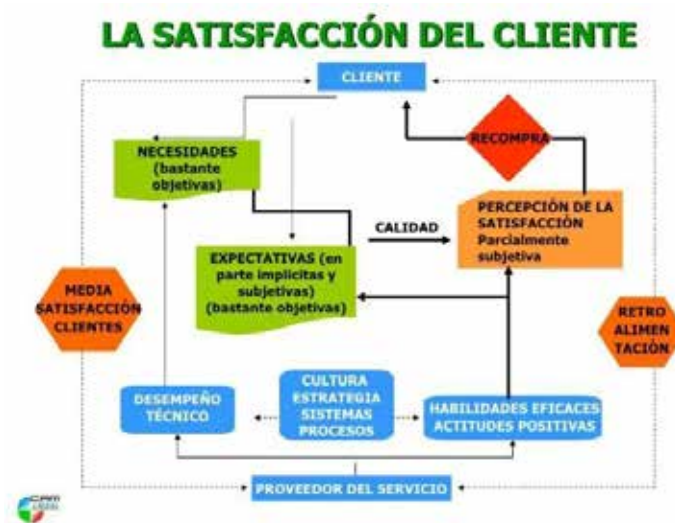 LA SATISFACCIÓN DEL CLIENTE
CLIENTE
NECESIDADES
(bastante
objetivas)
RECOMPRA
PERCEPCIÓN DE LA
SATISFACCIÓN
Parcialmente
subjetiva
CALIDAD
EXPECTATIVAS (en
parte implicitas y
subjetivas)
(bastante objetivas)
MEDIA
SATISFACCIÓN
CLIENTES
RETRO
ALIMEN
TACIÓN
DESEMPEÑO
TÉCNICO
CULTURA
ESTRATEGIA
SISTEMAS
PROCESOS
HABILIDADES EFICACES
ACTITUDES POSITIVAS
PROVEEDOR DEL SERVICIO